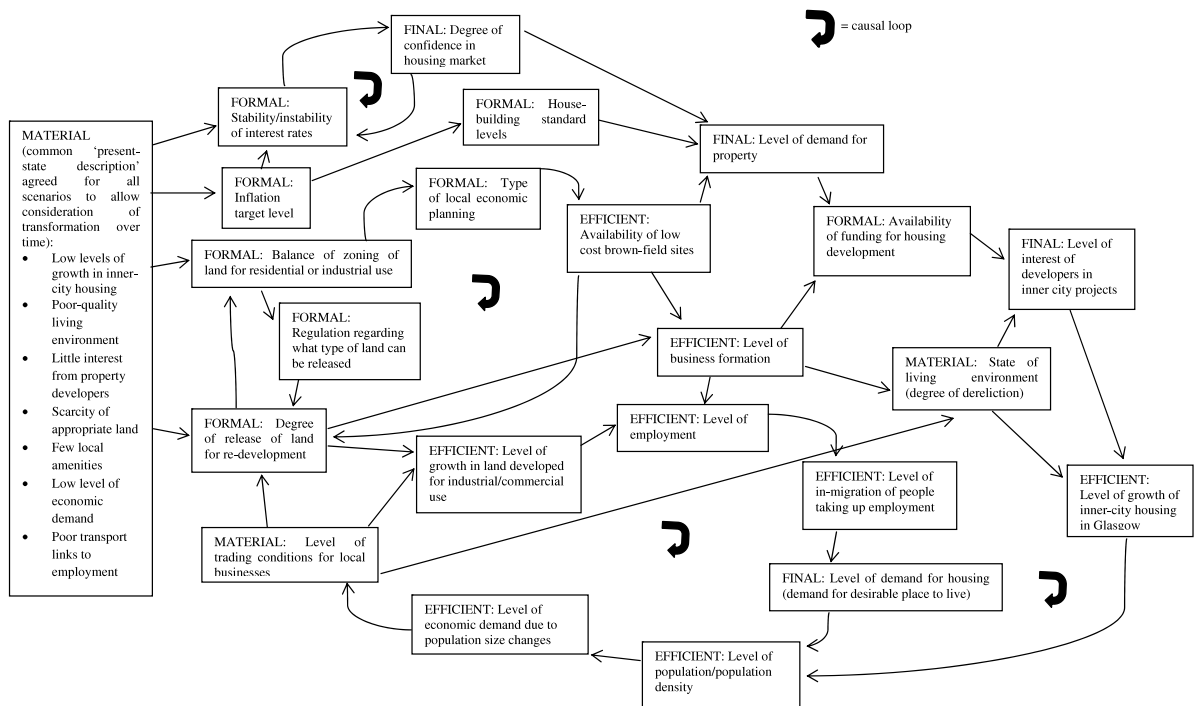 = causal loop
FINAL: Degree of
confidence in
housing market
FORMAL:
Stability/instability
of interest rates
FORMAL: House-
building standard
levels
MATERIAL
(common ‘present-
state description’
agreed for all
scenarios to allow
consideration of
transformation over
time):
• Low levels of
growth in inner-
city housing
• Poor-quality
living
environment
• Little interest
from property
developers
• Scarcity of
appropriate land
• Few local
amenities
• Low level of
economic
demand
• Poor transport
links to
employment
FINAL: Level of demand for
property
FORMAL:
Inflation
target level
FORMAL: Type
of local economic
planning
EFFICIENT:
Availability of low
cost brown-field sites
FORMAL: Availability
of funding for housing
development
FINAL: Level of
interest of
developers in
inner city projects
FORMAL: Balance of zoning of
land for residential or industrial use
FORMAL:
Regulation regarding
what type of land can
be released
EFFICIENT: Level of
business formation
MATERIAL: State of
living environment
(degree of dereliction)
FORMAL: Degree
of release of land
for re-development
EFFICIENT: Level of
employment
EFFICIENT: Level of
growth in land developed
for industrial/commercial
use
EFFICIENT: Level of
in-migration of people
taking up employment
EFFICIENT:
Level of growth of
inner-city housing
in Glasgow
MATERIAL: Level of
trading conditions for local
businesses
FINAL: Level of demand for housing
(demand for desirable place to live)
EFFICIENT: Level of
economic demand due to
population size changes
EFFICIENT: Level of
population/population
density